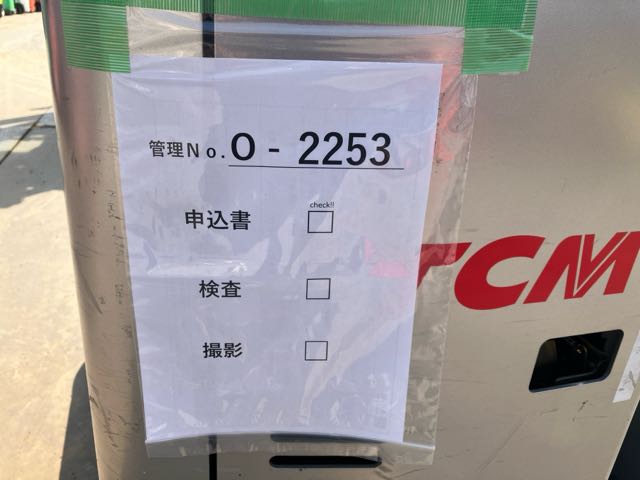 管理No. O - 2253
check!!
申込書 □
検査 □
撮影 □
TCM